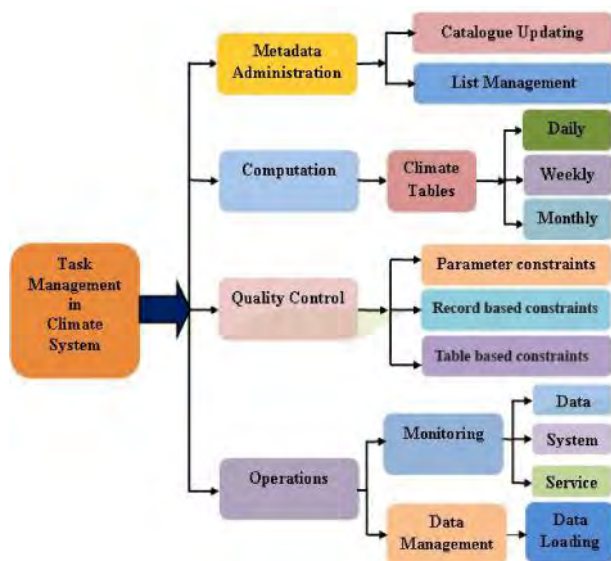 Task
Management
in
Climate
System
Metadata
Administration
Catalogue Updating
List Management
Computation
Climate
Tables
Daily
Weekly
Monthly
Quality Control
Parameter constraints
Record based constraints
Table based constraints
Operations
Monitoring
Data
System
Service
Data
Management
Data
Loading